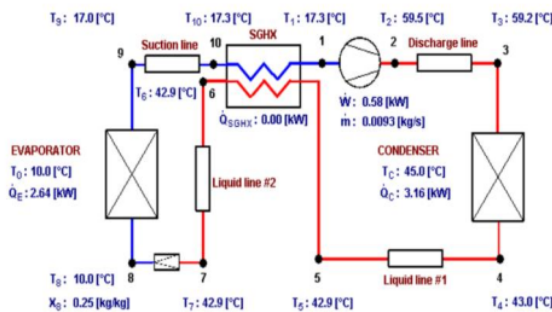 T₉: 17.0 [°C]
T₁₀: 17.3 [°C]
T₁: 17.3 [°C]
T₂: 59.5 [°C]
T₃: 59.2 [°C]
SGHX
9
Suction line
10
1
2
Discharge line
3
T₆: 42.9 [°C]
6
Q̇SGHX: 0.00 [kW]
Ẇ: 0.58 [kW]
ṁ: 0.0093 [kg/s]
EVAPORATOR
T₀: 10.0 [°C]
Q̇E: 2.64 [kW]
Liquid line #2
CONDENSER
TC: 45.0 [°C]
Q̇C: 3.16 [kW]
8
7
5
Liquid line #1
4
T₈: 10.0 [°C]
X₈: 0.25 [kg/kg]
T₇: 42.9 [°C]
T₅: 42.9 [°C]
T₄: 43.0 [°C]